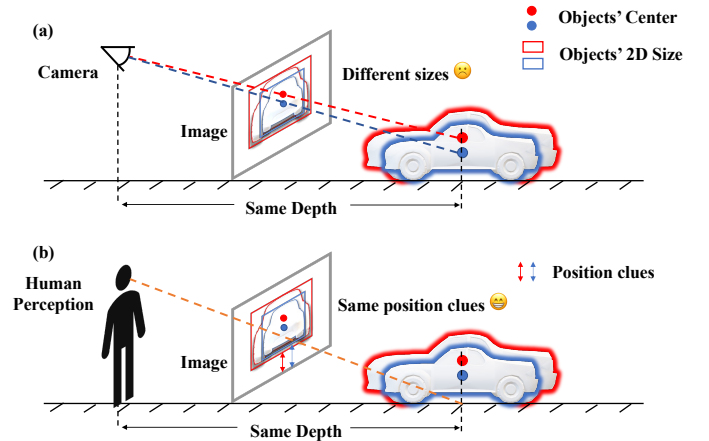 (a)
Camera
Image
Different sizes
Objects’ Center
Objects’ 2D Size
Same Depth
(b)
Human
Perception
Image
Same position clues
Position clues
Same Depth